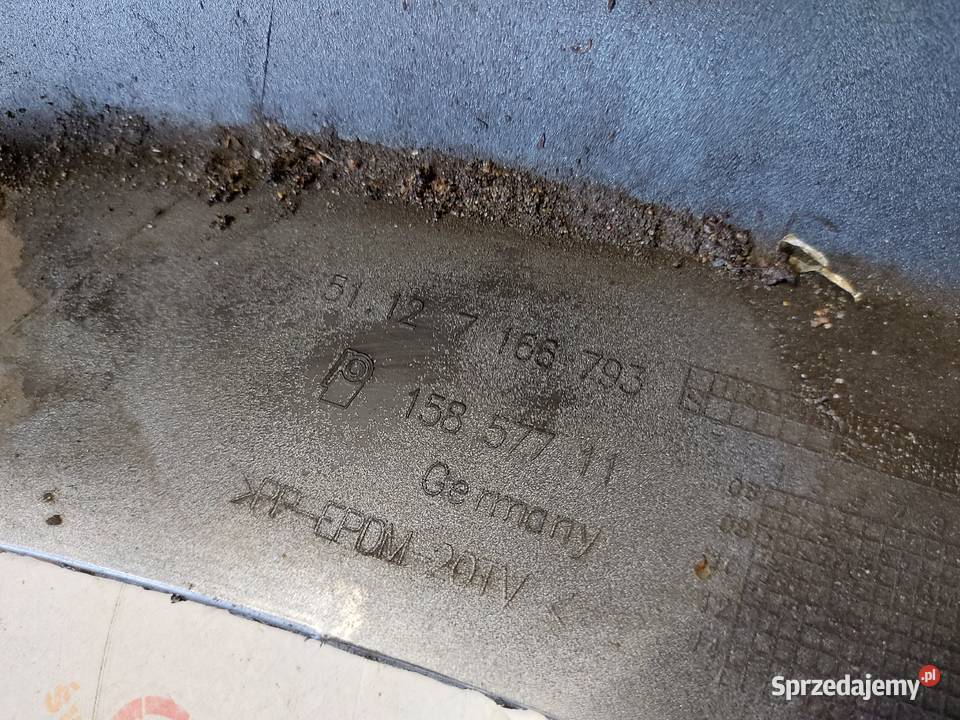 51.12 7 166 793
158 577 11
Germany
>PP-EPDM-20TV<
Sprzedajemy.pl